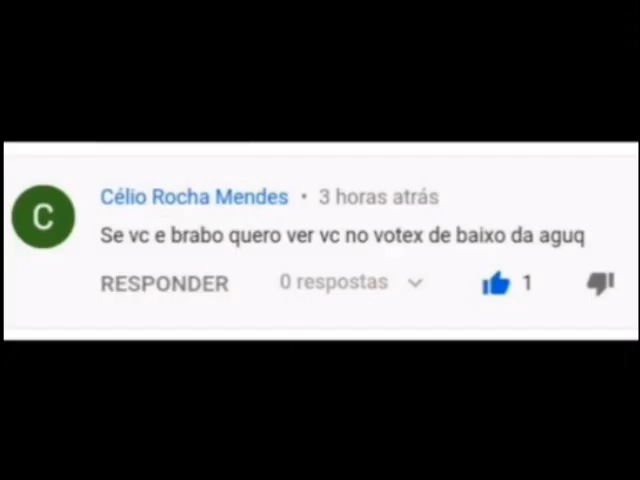 C
Célio Rocha Mendes • 3 horas atrás
Se vc e brabo quero ver vc no votex de baixo da aguq
RESPONDER 0 respostas 1